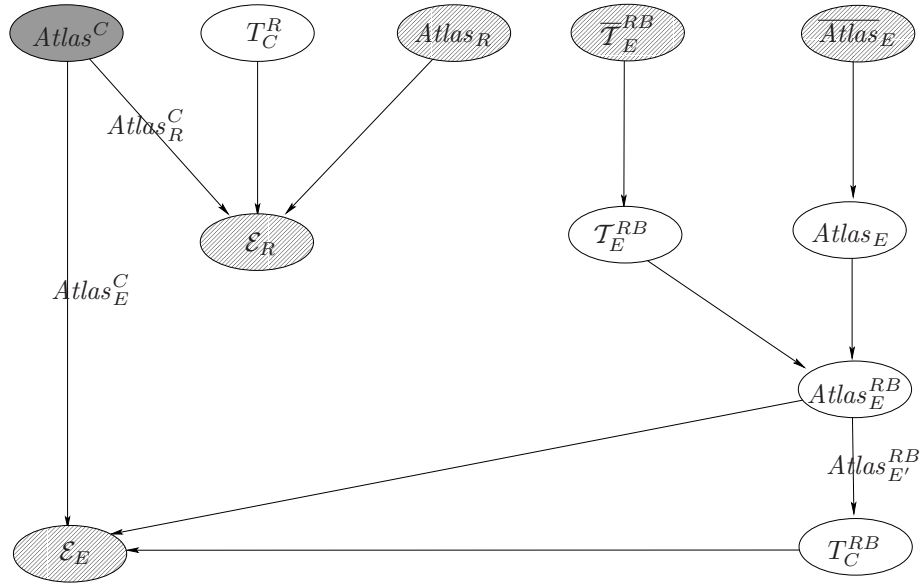 Atlas^C
T_C^R
Atlas_R
\overline{\mathcal{T}}_E^{RB}
\overline{Atlas}_E
Atlas_R^C
\mathcal{E}_R
\mathcal{T}_E^{RB}
Atlas_E
Atlas_E^C
Atlas_E^{RB}
Atlas_{E'}^{RB}
\mathcal{E}_E
T_C^{RB}